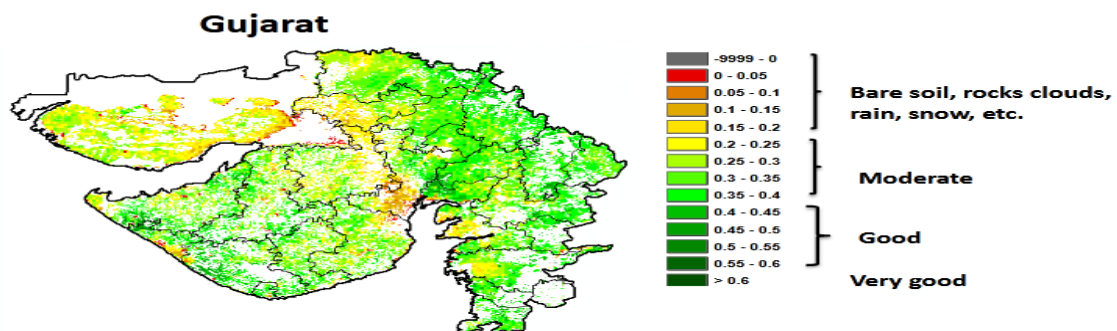 Gujarat
-9999 - 0
0 - 0.05
0.05 - 0.1
0.1 - 0.15
0.15 - 0.2
0.2 - 0.25
0.25 - 0.3
0.3 - 0.35
0.35 - 0.4
0.4 - 0.45
0.45 - 0.5
0.5 - 0.55
0.55 - 0.6
> 0.6
Bare soil, rocks clouds,
rain, snow, etc.
Moderate
Good
Very good